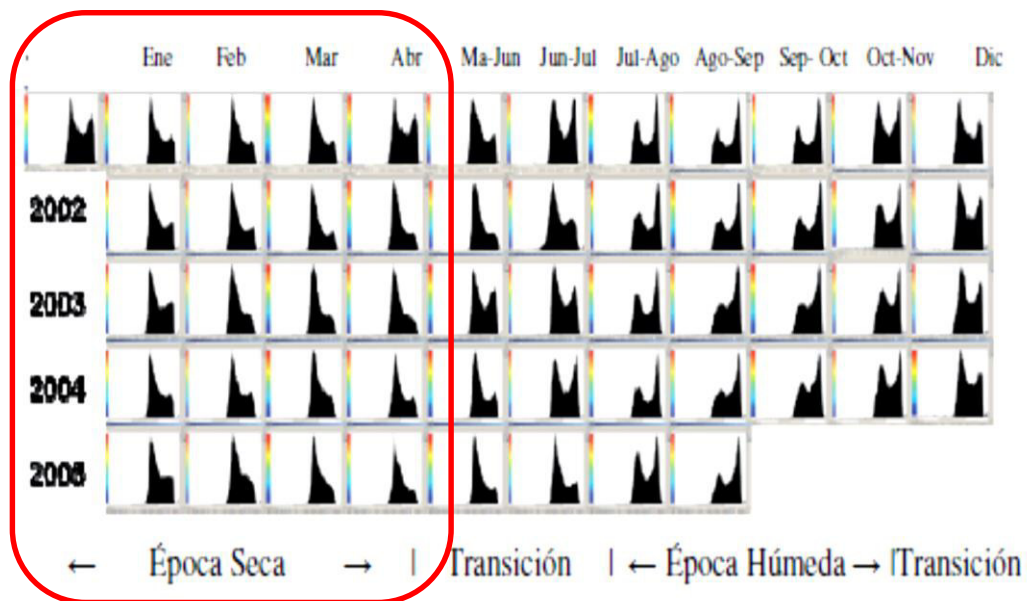 Ene Feb Mar Abr Ma-Jun Jun-Jul Jul-Ago Ago-Sep Sep- Oct Oct-Nov Dic
2002
2003
2004
2005
← Época Seca → | Transición | ← Época Húmeda → |Transición